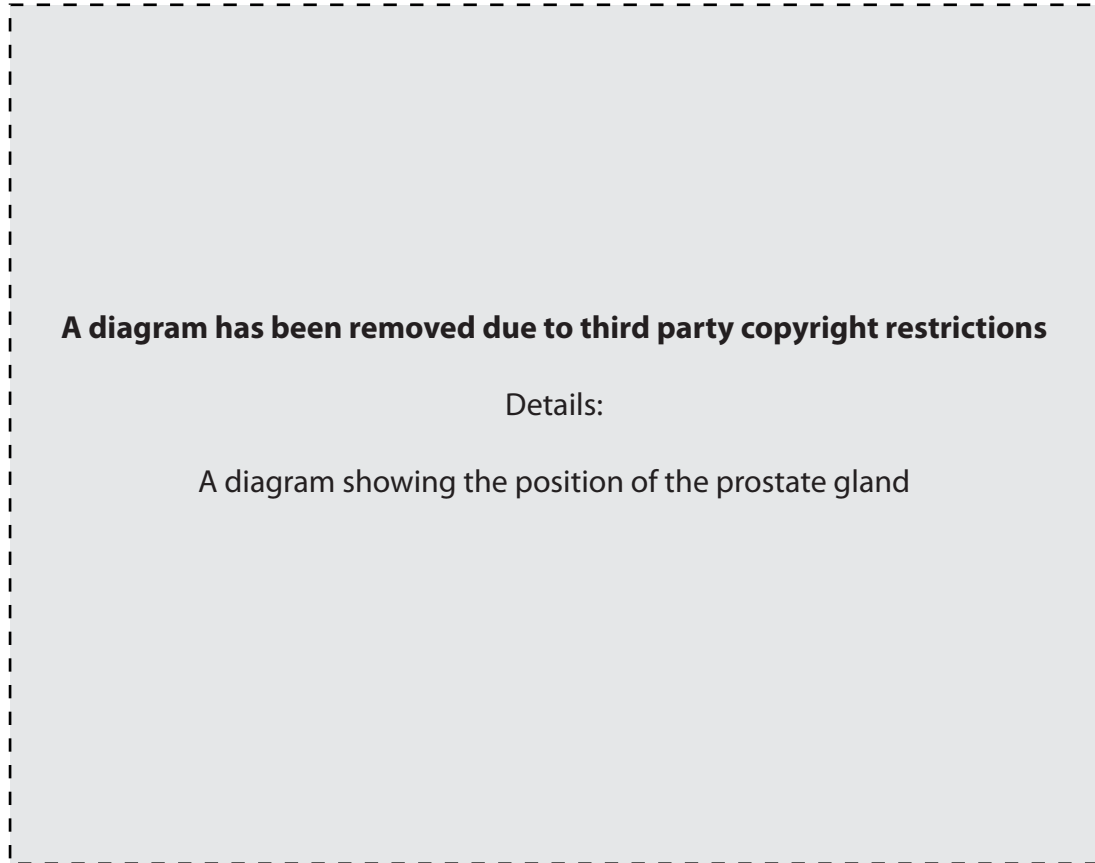 A diagram has been removed due to third party copyright restrictions
Details:
A diagram showing the position of the prostate gland